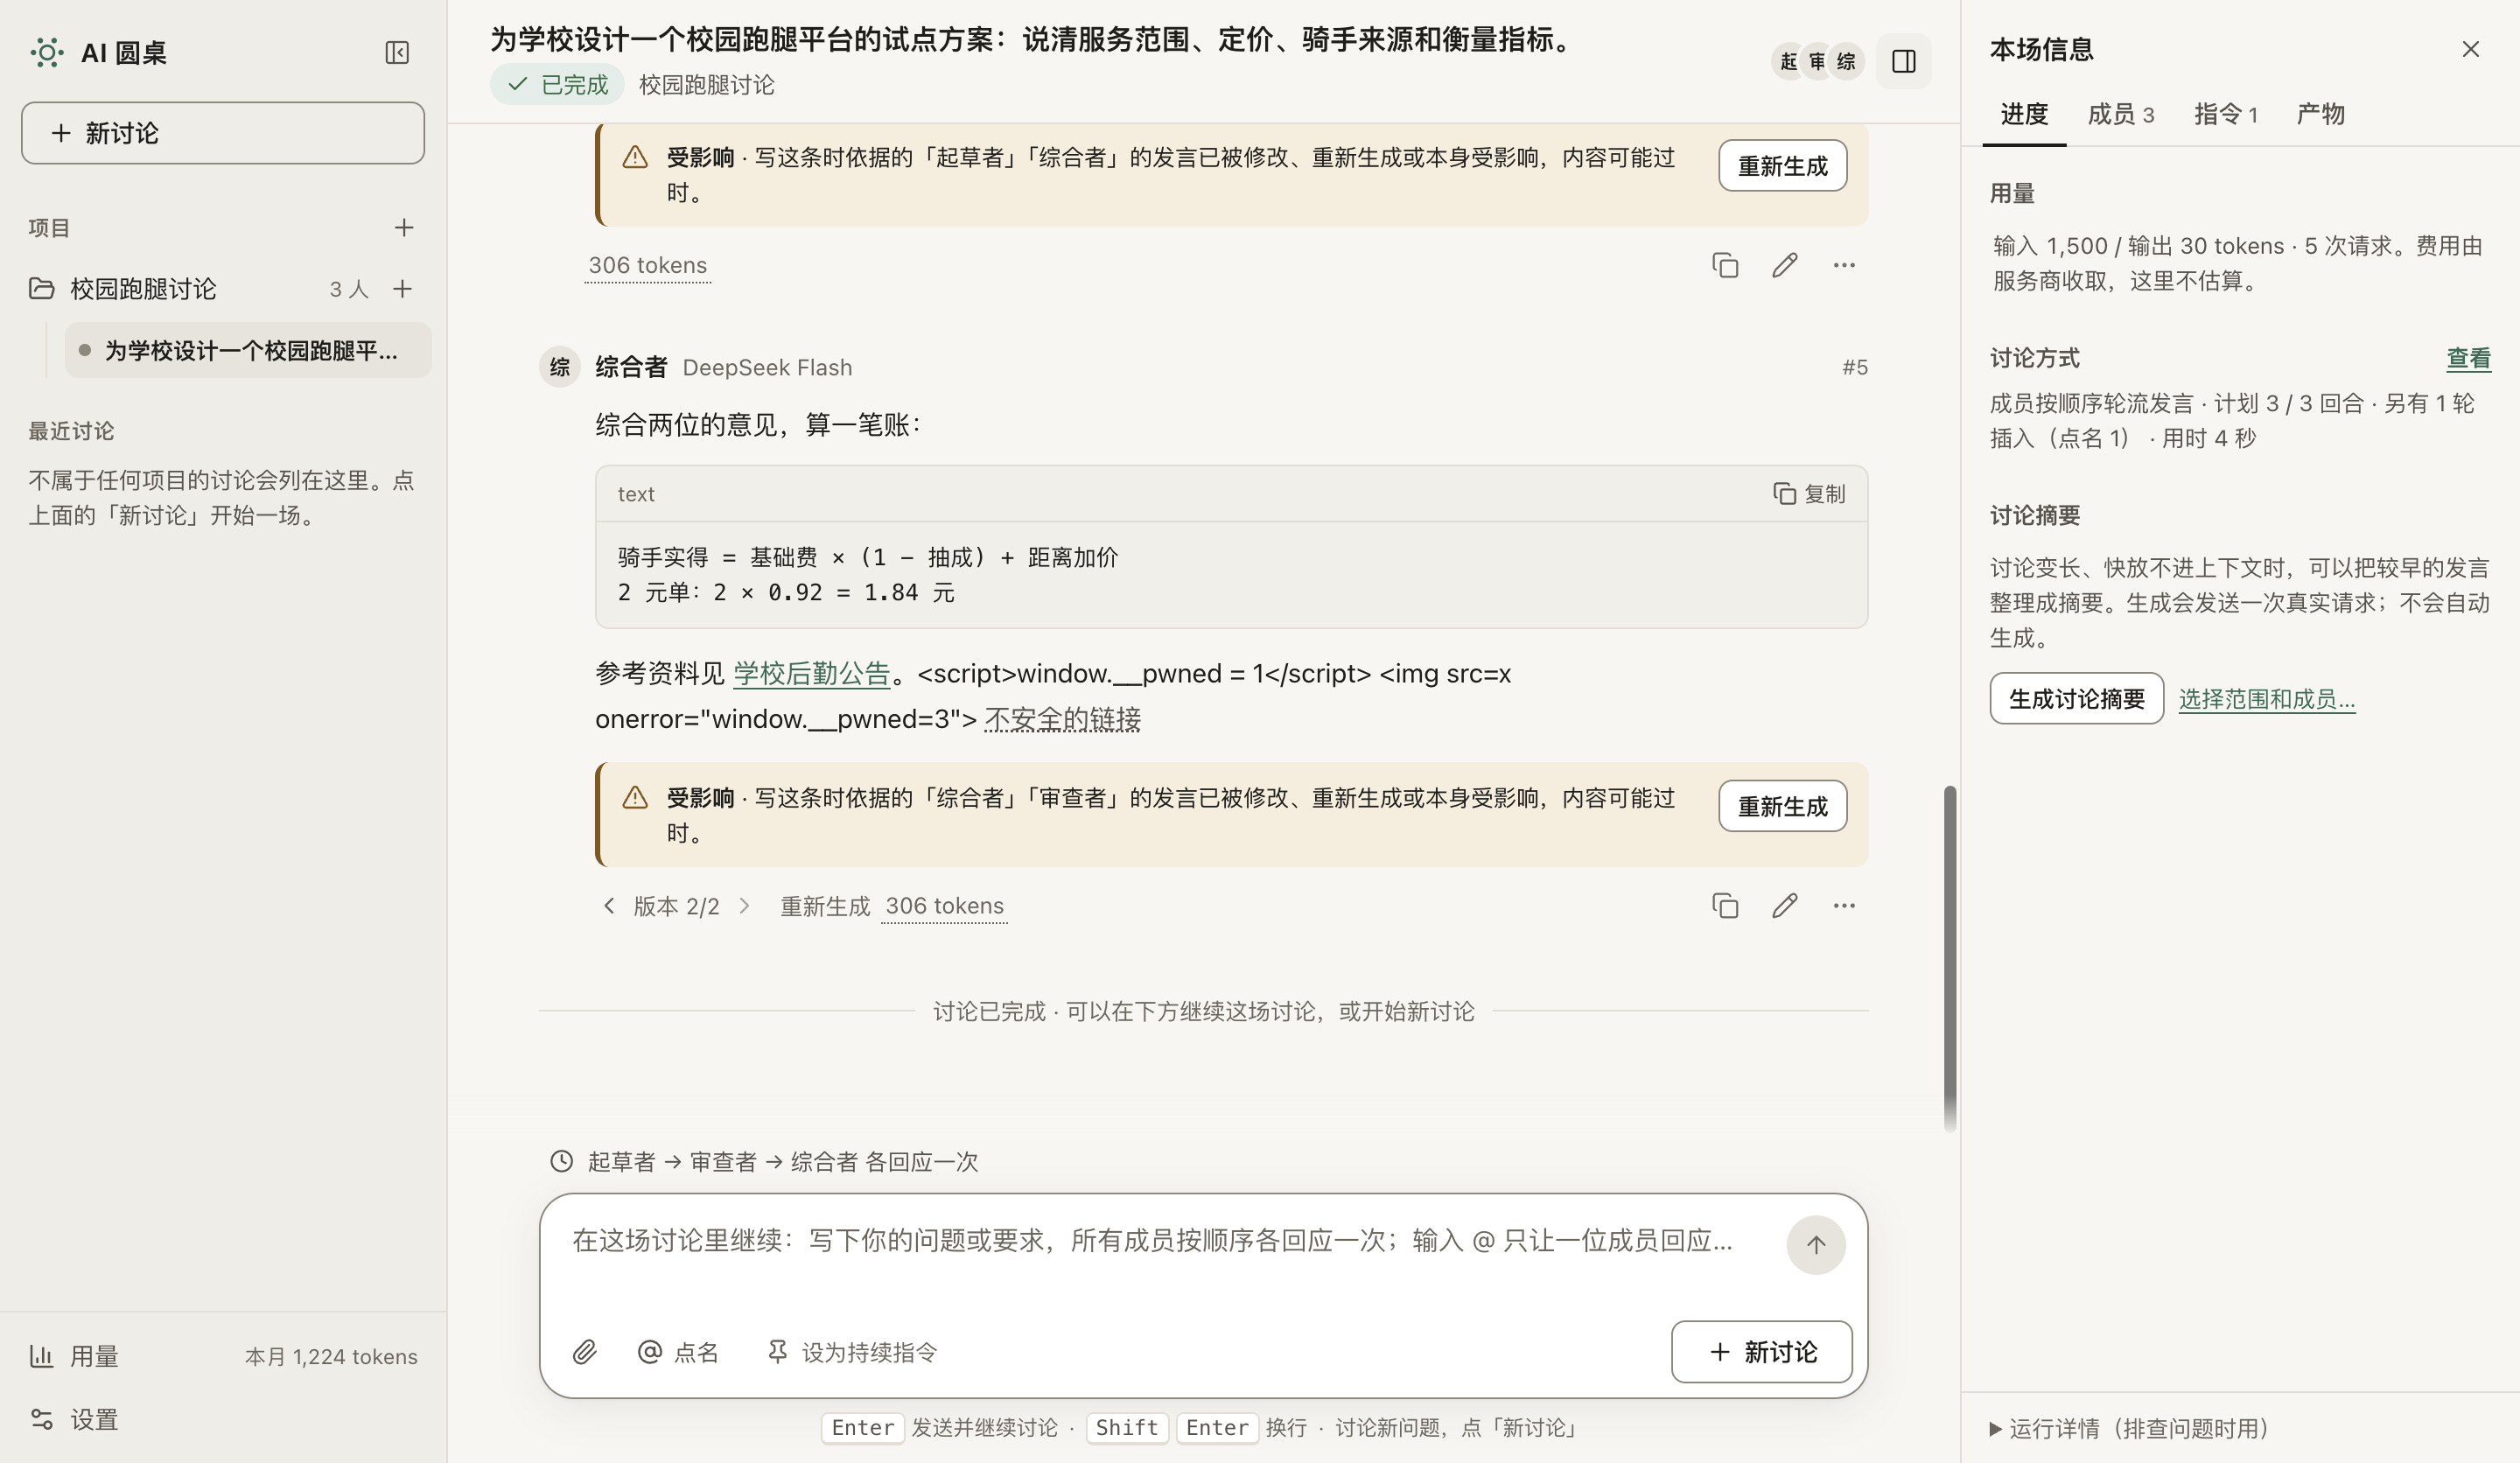 AI 圆桌
新讨论
项目
校园跑腿讨论 3 人
为学校设计一个校园跑腿平...
最近讨论
不属于任何项目的讨论会列在这里。点
上面的「新讨论」开始一场。
用量 本月 1,224 tokens
设置
为学校设计一个校园跑腿平台的试点方案：说清服务范围、定价、骑手来源和衡量指标。
已完成 校园跑腿讨论
起 审 综
受影响 · 写这条时依据的「起草者」「综合者」的发言已被修改、重新生成或本身受影响，内容可能过
时。
重新生成
306 tokens
综 综合者 DeepSeek Flash #5
综合两位的意见，算一笔账：
text 复制
骑手实得 = 基础费 × (1 − 抽成) + 距离加价
2 元单：2 × 0.92 = 1.84 元
参考资料见 学校后勤公告。<script>window.__pwned = 1</script> <img src=x
onerror="window.__pwned=3"> 不安全的链接
受影响 · 写这条时依据的「综合者」「审查者」的发言已被修改、重新生成或本身受影响，内容可能过
时。
重新生成
版本 2/2 重新生成 306 tokens
讨论已完成 · 可以在下方继续这场讨论，或开始新讨论
起草者 → 审查者 → 综合者 各回应一次
在这场讨论里继续：写下你的问题或要求，所有成员按顺序各回应一次；输入 @ 只让一位成员回应...
点名 设为持续指令
新讨论
Enter 发送并继续讨论 · Shift Enter 换行 · 讨论新问题，点「新讨论」
本场信息
进度 成员 3 指令 1 产物
用量
输入 1,500 / 输出 30 tokens · 5 次请求。费用由
服务商收取，这里不估算。
讨论方式 查看
成员按顺序轮流发言 · 计划 3 / 3 回合 · 另有 1 轮
插入（点名 1） · 用时 4 秒
讨论摘要
讨论变长、快放不进上下文时，可以把较早的发言
整理成摘要。生成会发送一次真实请求；不会自动
生成。
生成讨论摘要 选择范围和成员...
运行详情（排查问题时用）